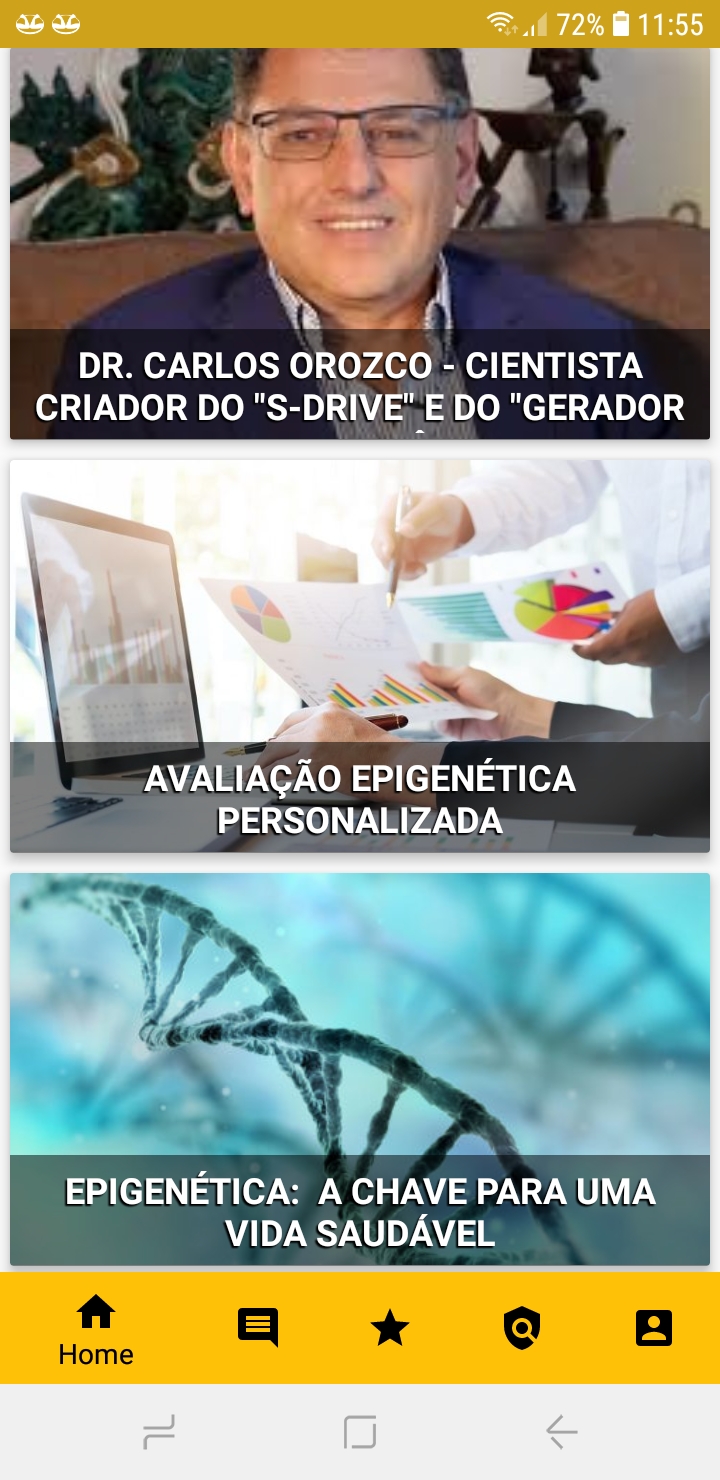 72% 11:55
DR. CARLOS OROZCO - CIENTISTA
CRIADOR DO "S-DRIVE" E DO "GERADOR
AVALIAÇÃO EPIGENÉTICA
PERSONALIZADA
EPIGENÉTICA:  A CHAVE PARA UMA
VIDA SAUDÁVEL
Home